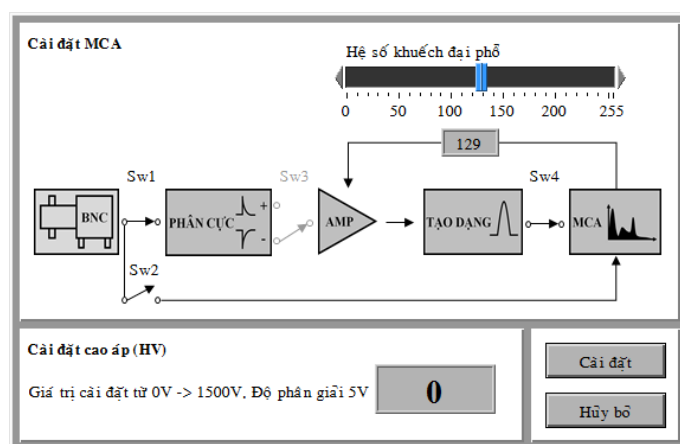 Cài đặt MCA
Hệ số khuếch đại phổ
0 50 100 150 200 255
129
Sw1 Sw3 Sw4
BNC PHÂN CỰC + - AMP TẠO DẠNG MCA
Sw2
Cài đặt cao áp (HV)
Giá trị cài đặt từ 0V -> 1500V, Độ phân giải 5V
0
Cài đặt
Hủy bỏ